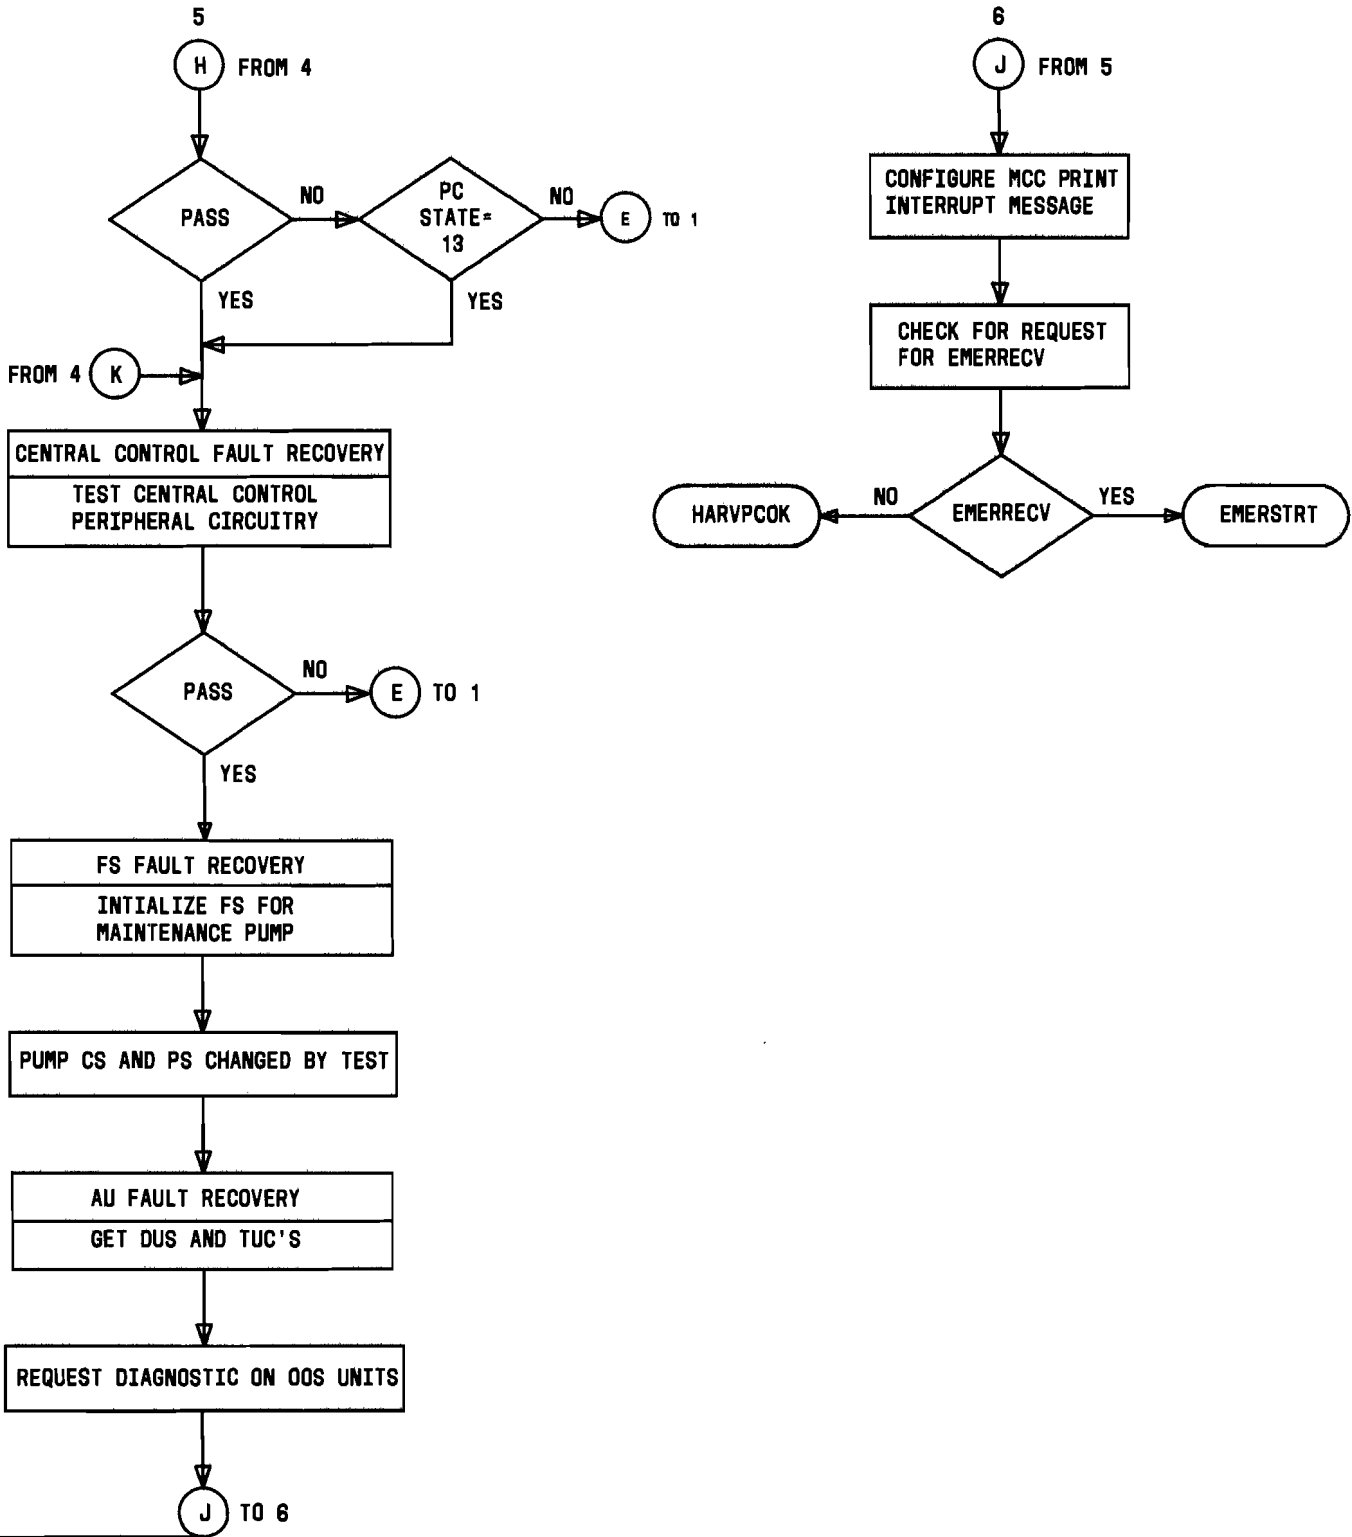 5
H FROM 4
PASS
NO
PC
STATE=
13
NO
E TO 1
YES
YES
FROM 4 K
CENTRAL CONTROL FAULT RECOVERY
TEST CENTRAL CONTROL
PERIPHERAL CIRCUITRY
PASS
NO
E TO 1
YES
FS FAULT RECOVERY
INTIALIZE FS FOR
MAINTENANCE PUMP
PUMP CS AND PS CHANGED BY TEST
AU FAULT RECOVERY
GET DUS AND TUC'S
REQUEST DIAGNOSTIC ON OOS UNITS
J TO 6
6
J FROM 5
CONFIGURE MCC PRINT
INTERRUPT MESSAGE
CHECK FOR REQUEST
FOR EMERRECV
HARVPCOK
NO
EMERRECV
YES
EMERSTRT